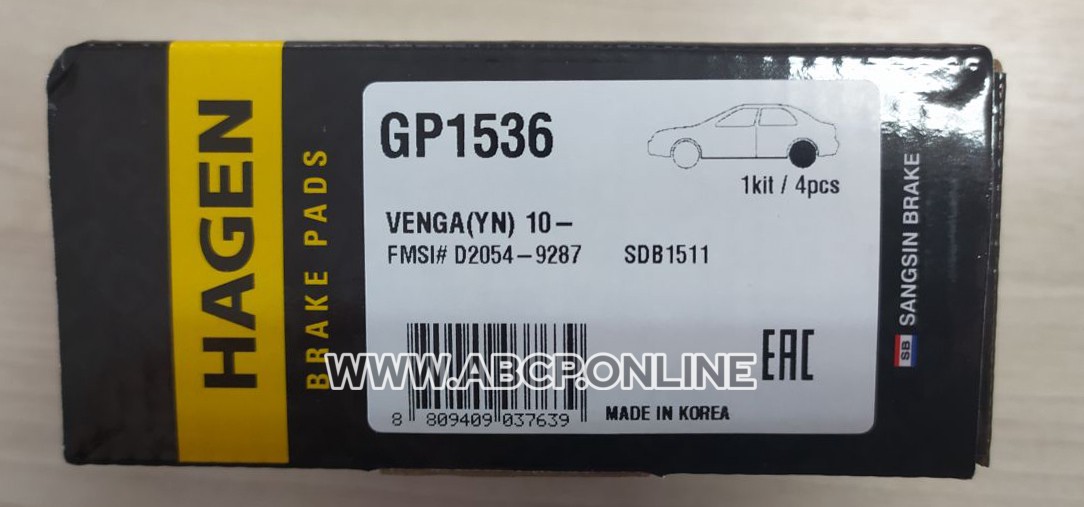 HAGEN
BRAKE PADS
GP1536
1kit / 4pcs
VENGA(YN) 10-
FMSI# D2054-9287 SDB1511
WWW.ABCP.ONLINE
EAC
8 809409 037639
MADE IN KOREA
SB SANGSIN BRAKE